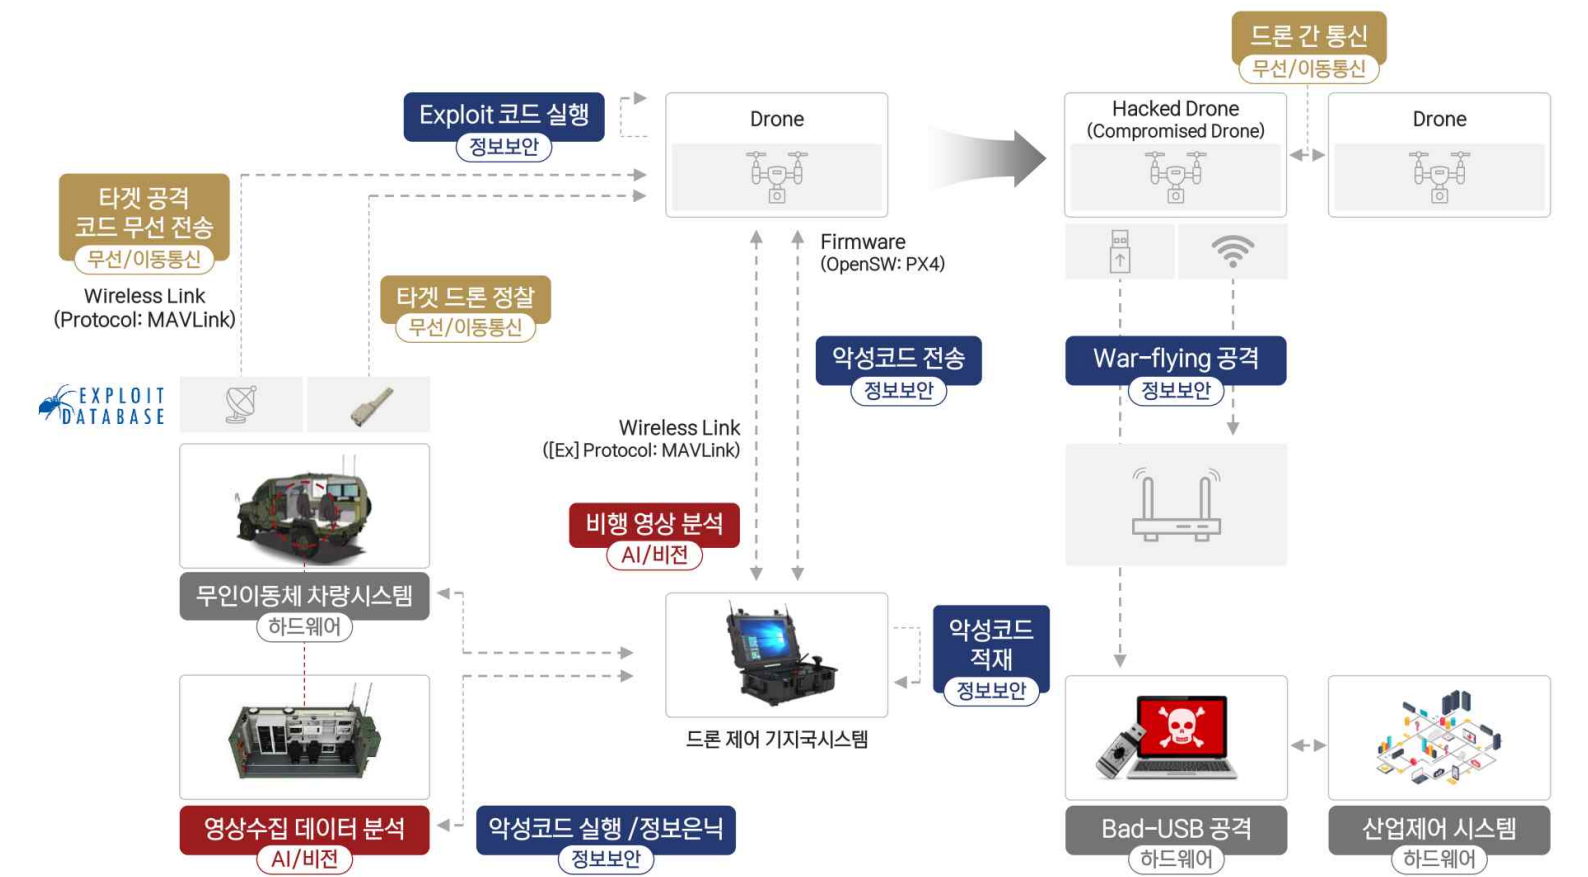 드론 간 통신
무선/이동통신
Exploit 코드 실행
정보보안
Drone
Hacked Drone
(Compromised Drone)
Drone
타겟 공격
코드 무선 전송
무선/이동통신
Wireless Link
(Protocol: MAVLink)
타겟 드론 정찰
무선/이동통신
Firmware
(OpenSW: PX4)
악성코드 전송
정보보안
War-flying 공격
정보보안
EXPLOIT
DATABASE
Wireless Link
([Ex] Protocol: MAVLink)
비행 영상 분석
AI/비전
무인이동체 차량시스템
하드웨어
악성코드
적재
정보보안
드론 제어 기지국시스템
영상수집 데이터 분석
AI/비전
악성코드 실행 /정보은닉
정보보안
Bad-USB 공격
하드웨어
산업제어 시스템
하드웨어